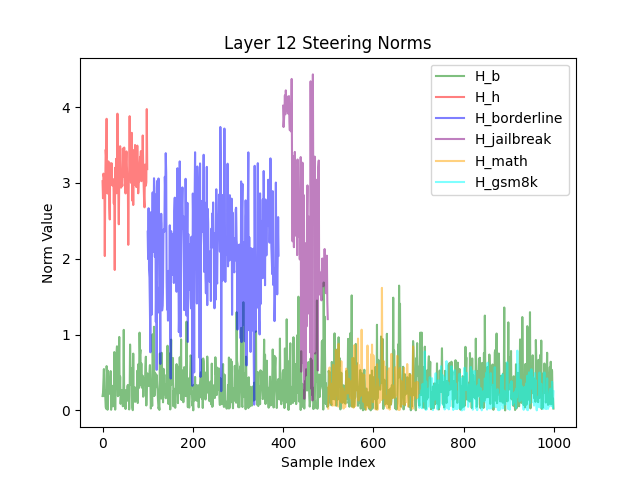 Layer 12 Steering Norms
H_b
H_h
H_borderline
H_jailbreak
H_math
H_gsm8k
Norm Value
4
3
2
1
0
0 200 400 600 800 1000
Sample Index